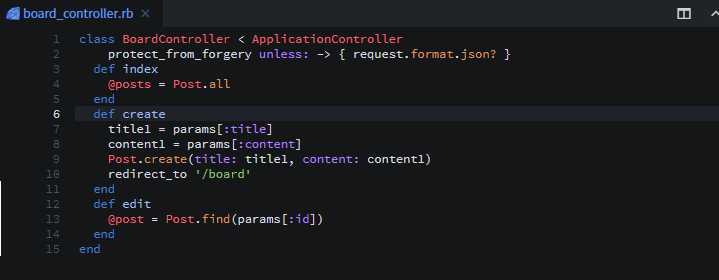 board_controller.rb ×
1 class BoardController < ApplicationController
2     protect_from_forgery unless: -> { request.format.json? }
3   def index
4     @posts = Post.all
5   end
6   def create
7     title1 = params[:title]
8     content1 = params[:content]
9     Post.create(title: title1, content: content1)
10     redirect_to '/board'
11   end
12   def edit
13     @post = Post.find(params[:id])
14   end
15 end